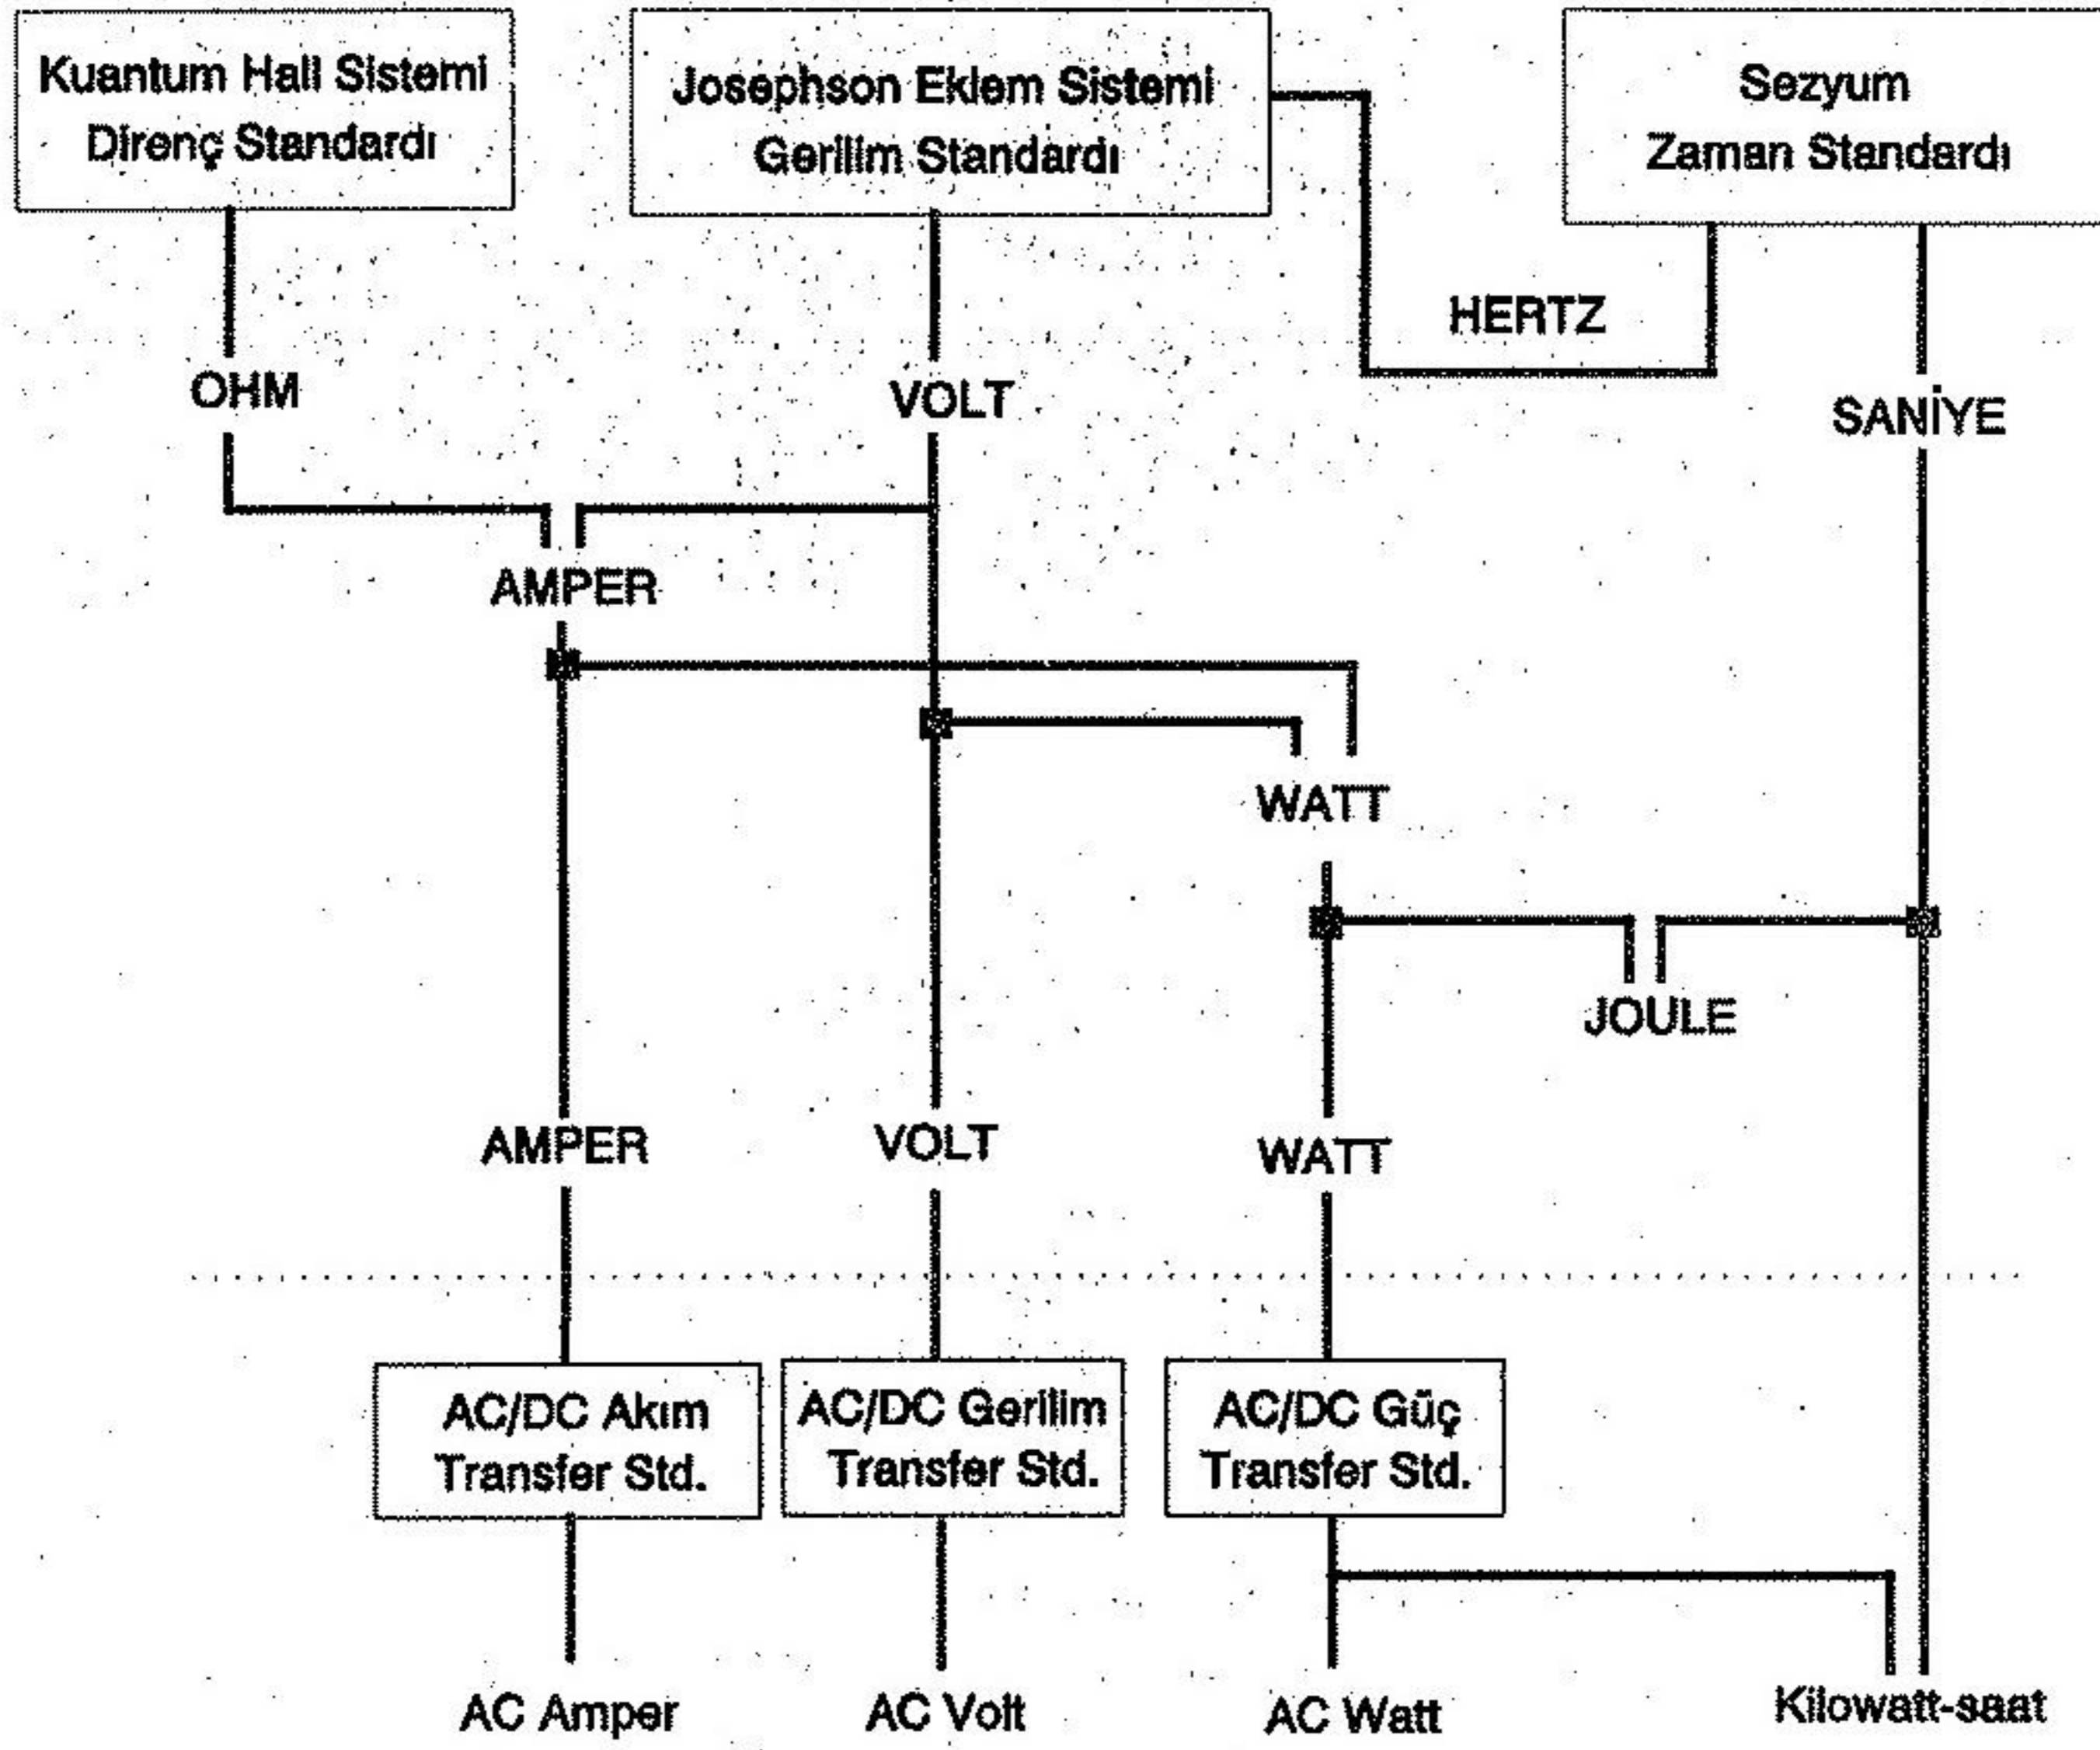 Kuantum Hall Sistemi
Direnç Standardı
Josephson Eklem Sistemi
Gerilim Standardı
Sezyum
Zaman Standardı
HERTZ
OHM
VOLT
SANİYE
AMPER
WATT
JOULE
AMPER
VOLT
WATT
AC/DC Akım
Transfer Std.
AC/DC Gerilim
Transfer Std.
AC/DC Güç
Transfer Std.
AC Amper
AC Volt
AC Watt
Kilowatt-saat